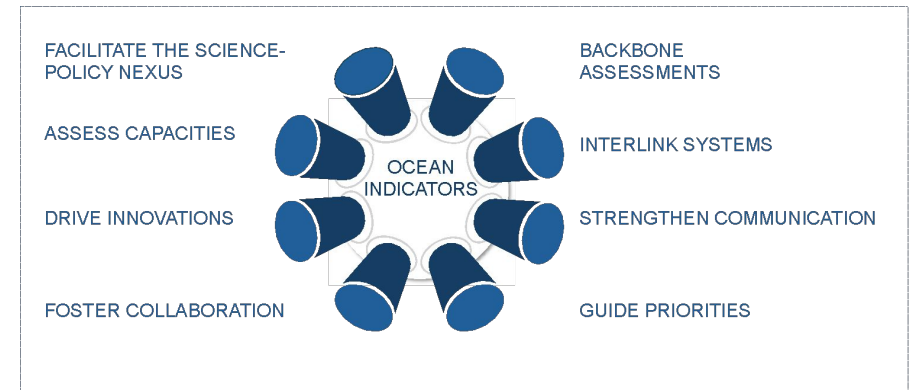 FACILITATE THE SCIENCE-
POLICY NEXUS
ASSESS CAPACITIES
DRIVE INNOVATIONS
FOSTER COLLABORATION
OCEAN
INDICATORS
BACKBONE
ASSESSMENTS
INTERLINK SYSTEMS
STRENGTHEN COMMUNICATION
GUIDE PRIORITIES